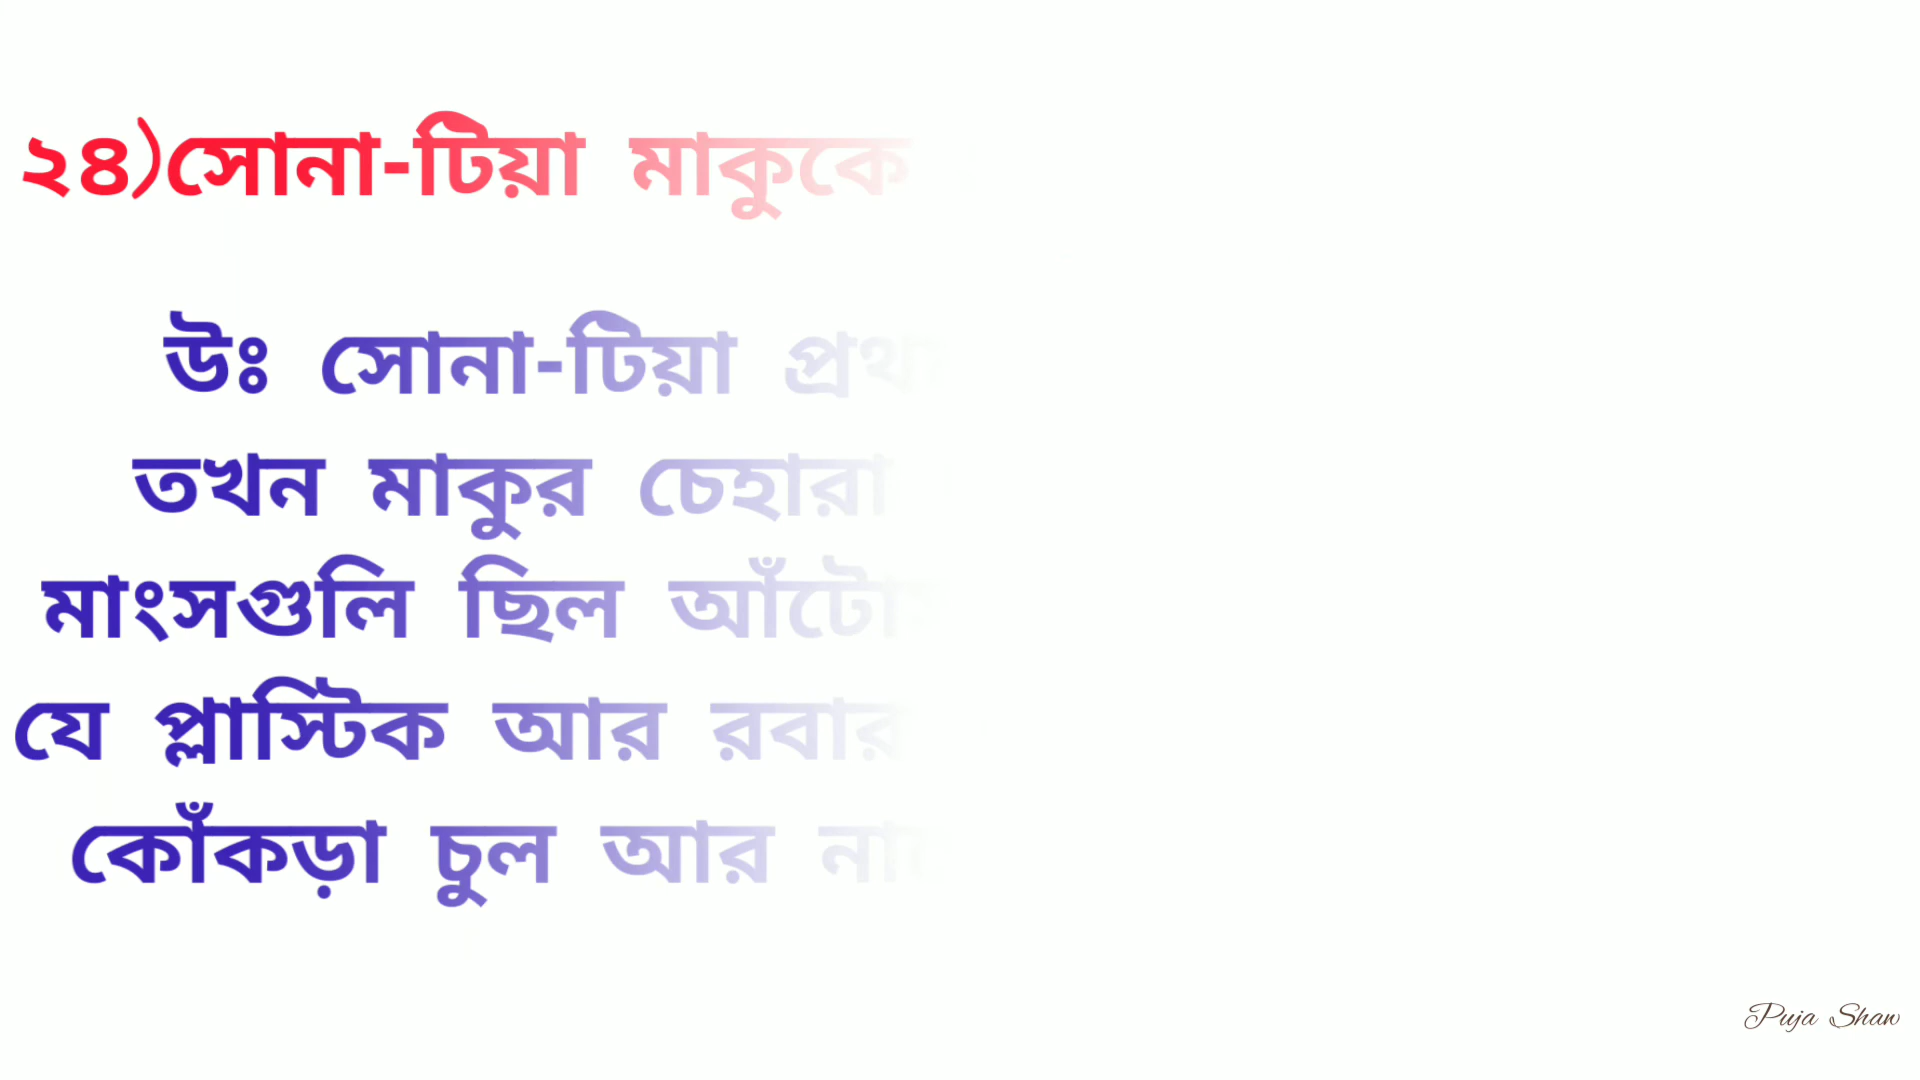 ২৪)সোনা-টিয়া মাকুকে
উঃ সোনা-টিয়া
তখন মাকুর চেহারা
মাংসগুলি ছিল
যে প্লাস্টিক আর রবার
কোঁকড়া চুল আর
Puja Shaw